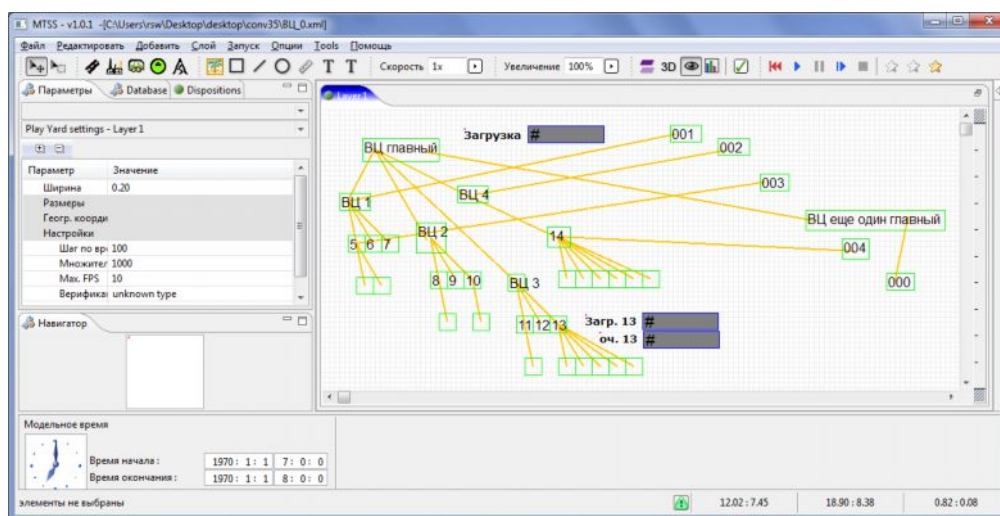 MTSS - v1.0.1 -[C:\Users\rsw\Desktop\desktop\conv35\ВЦ_0.xml]
Файл Редактировать Добавить Слой Запуск Опции Tools Помощь
T T Скорость 1x Увеличение 100% 3D
Параметры Database Dispositions
Layer1
Play Yard settings - Layer 1
Параметр Значение
Ширина 0.20
Размеры
Геогр. коорди
Настройки
Шаг по вр 100
Множител 1000
Max. FPS 10
Верифика unknown type
Навигатор
Загрузка #
001
ВЦ главный
002
003
ВЦ 1
ВЦ 4
ВЦ еще один главный
ВЦ 2
14
5 6 7
004
8 9 10
ВЦ 3
000
11 12 13
Загр. 13 #
оч. 13 #
Модельное время
Время начала : 1970 : 1 : 1 7 : 0 : 0
Время окончания : 1970 : 1 : 1 8 : 0 : 0
элементы не выбраны
12.02 : 7.45 18.90 : 8.38 0.82 : 0.08